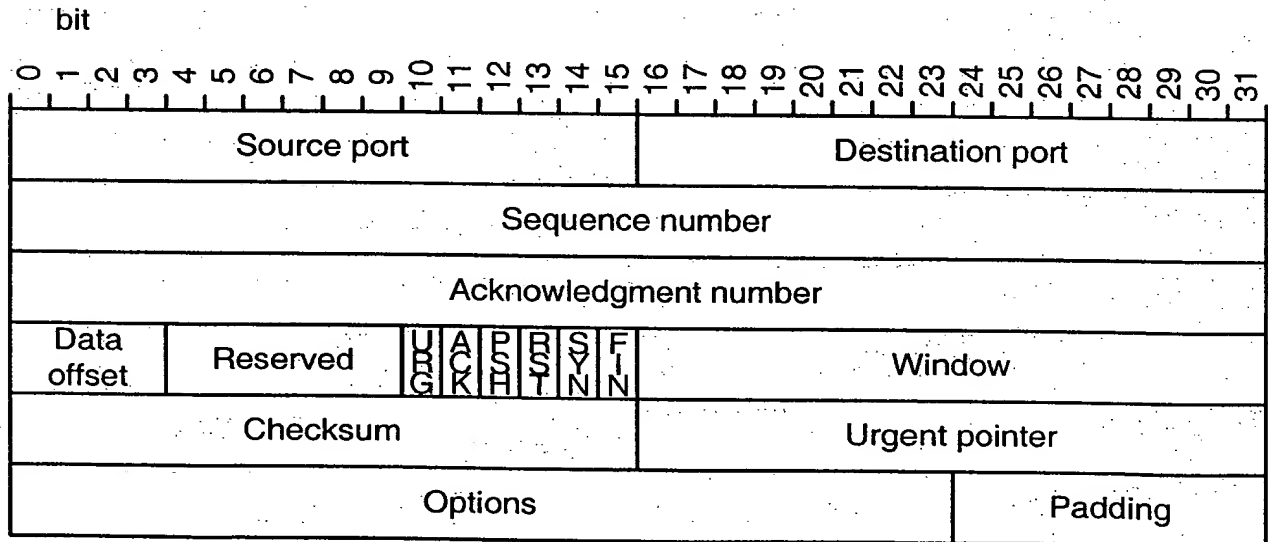 bit
0 1 2 3 4 5 6 7 8 9 10 11 12 13 14 15 16 17 18 19 20 21 22 23 24 25 26 27 28 29 30 31
Source port Destination port
Sequence number
Acknowledgment number
Data offset Reserved URG ACK PSH RST SYN FIN Window
Checksum Urgent pointer
Options Padding